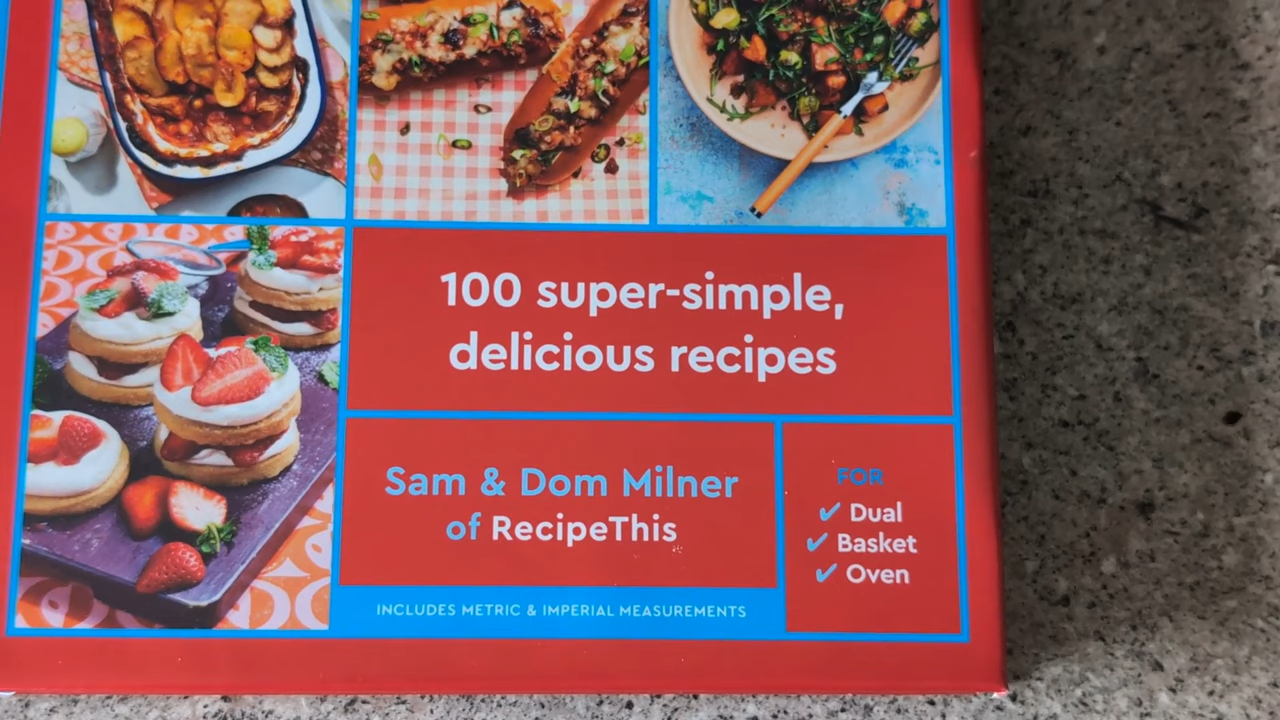 100 super-simple,
delicious recipes
Sam & Dom Milner
of RecipeThis
INCLUDES METRIC & IMPERIAL MEASUREMENTS
FOR
✓ Dual
✓ Basket
✓ Oven